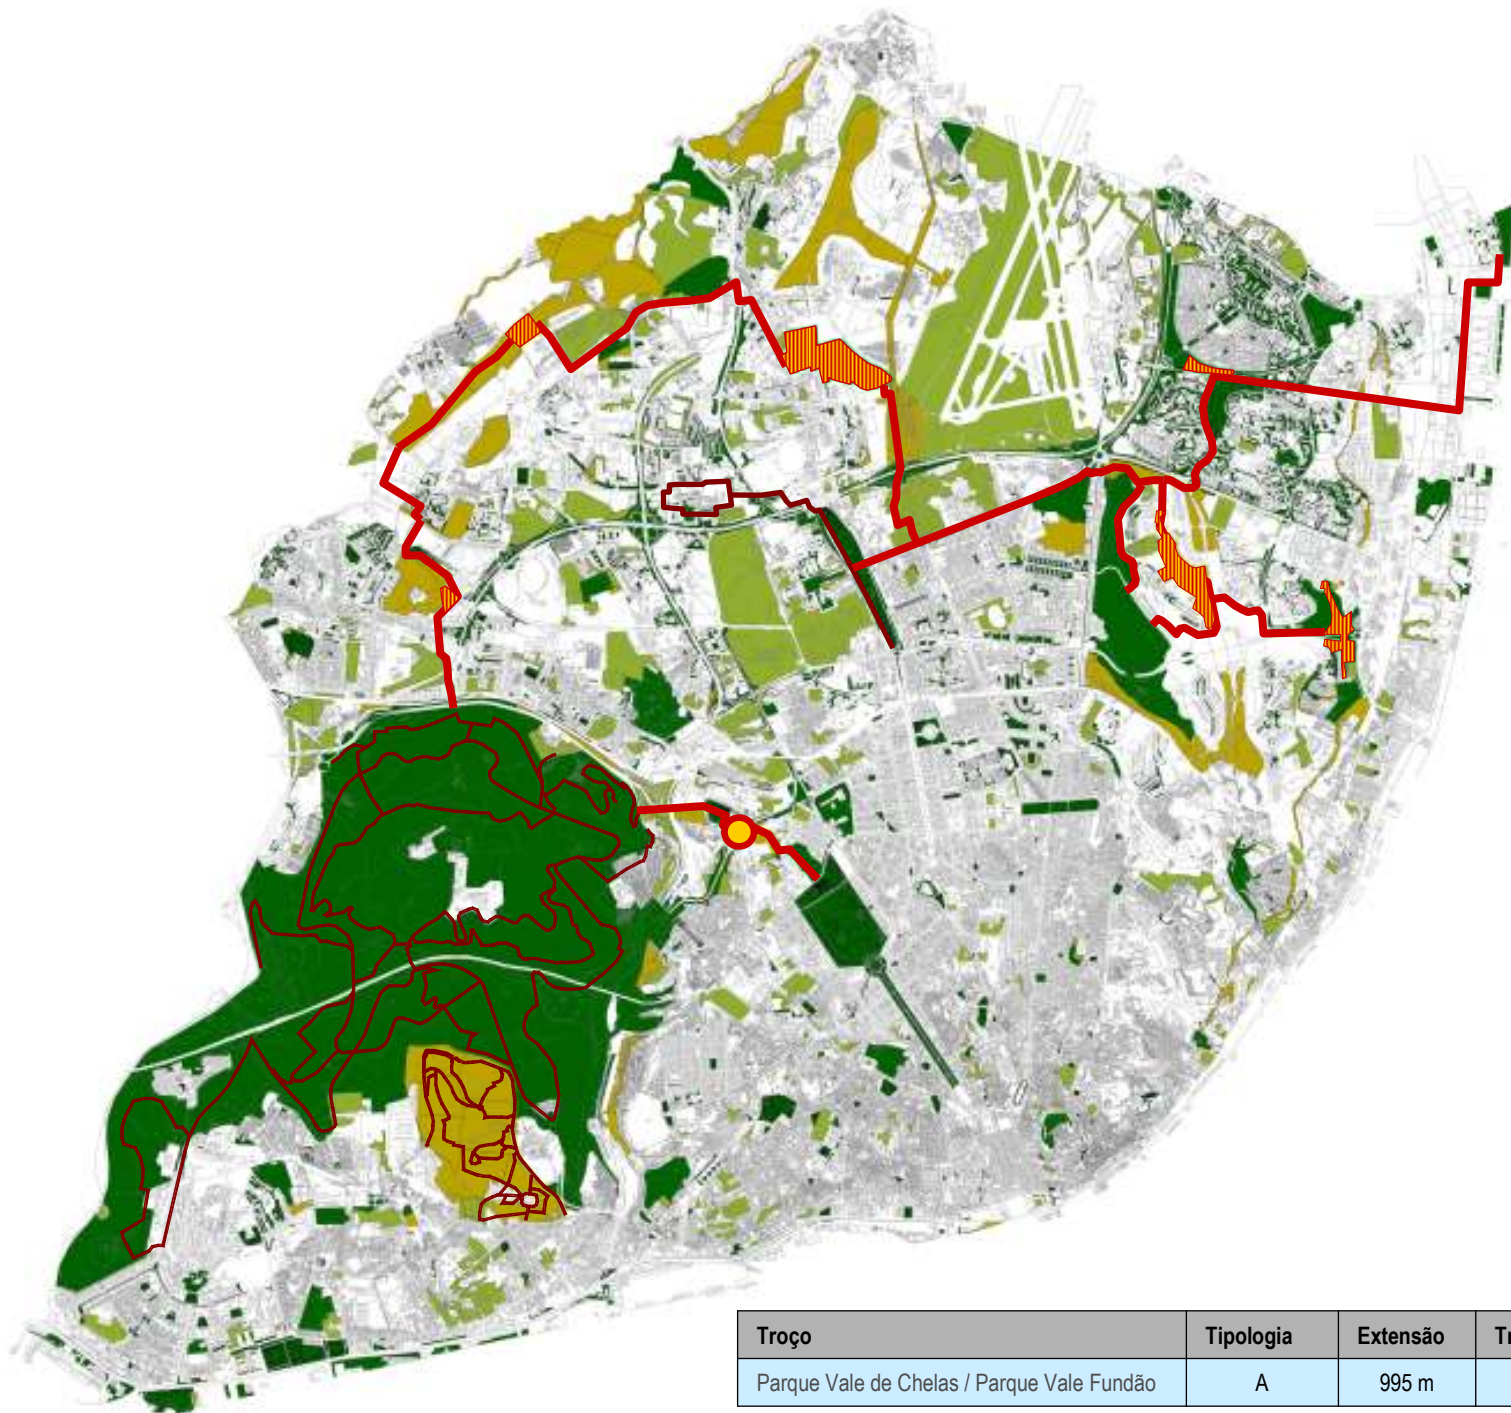 Troço Tipologia Extensão
Parque Vale de Chelas / Parque Vale Fundão A 995 m